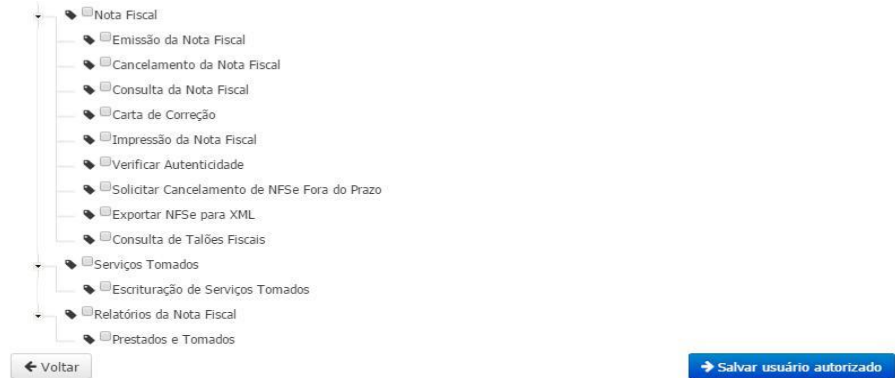 Nota Fiscal
Emissão da Nota Fiscal
Cancelamento da Nota Fiscal
Consulta da Nota Fiscal
Carta de Correção
Impressão da Nota Fiscal
Verificar Autenticidade
Solicitar Cancelamento de NFSe Fora do Prazo
Exportar NFSe para XML
Consulta de Talões Fiscais
Serviços Tomados
Escrituração de Serviços Tomados
Relatórios da Nota Fiscal
Prestados e Tomados
Voltar
Salvar usuário autorizado